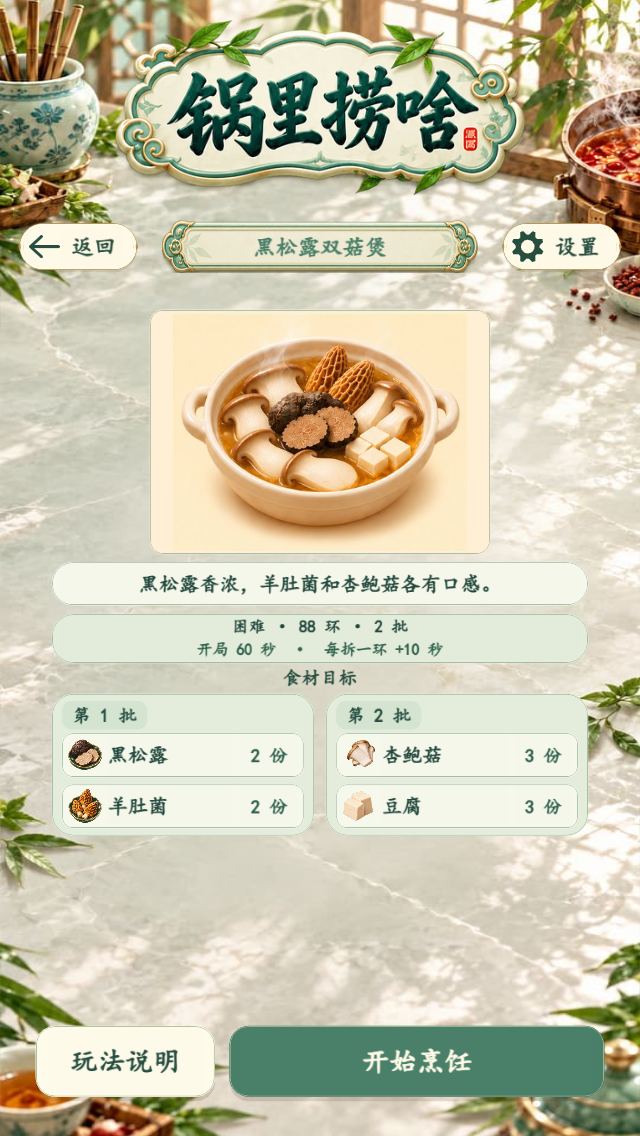 锅里捞啥
返回
黑松露双菇煲
设置
黑松露香浓，羊肚菌和杏鲍菇各有口感。
困难 · 88 环 · 2 批
开局 60 秒 · 每拆一环 +10 秒
食材目标
第 1 批
黑松露 2 份
羊肚菌 2 份
第 2 批
杏鲍菇 3 份
豆腐 3 份
玩法说明
开始烹饪